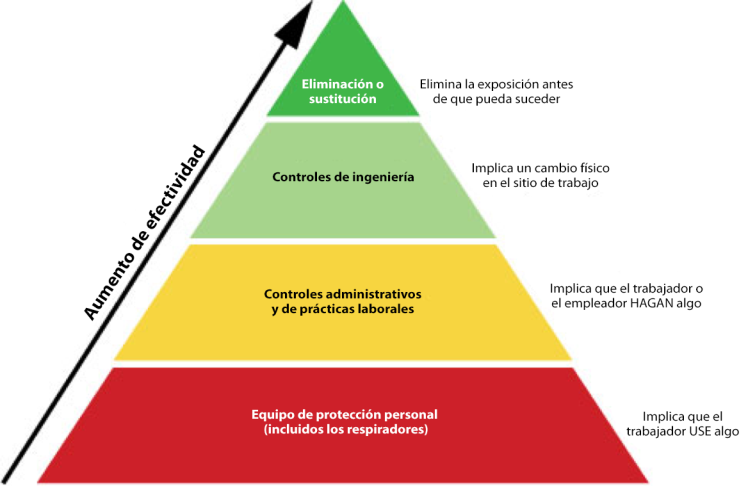 Eliminación o
sustitución
Elimina la exposición antes
de que pueda suceder
Aumento de efectividad
Controles de ingeniería
Implica un cambio físico
en el sitio de trabajo
Controles administrativos
y de prácticas laborales
Implica que el trabajador o
el empleador HAGAN algo
Equipo de protección personal
(incluidos los respiradores)
Implica que el
trabajador USE algo